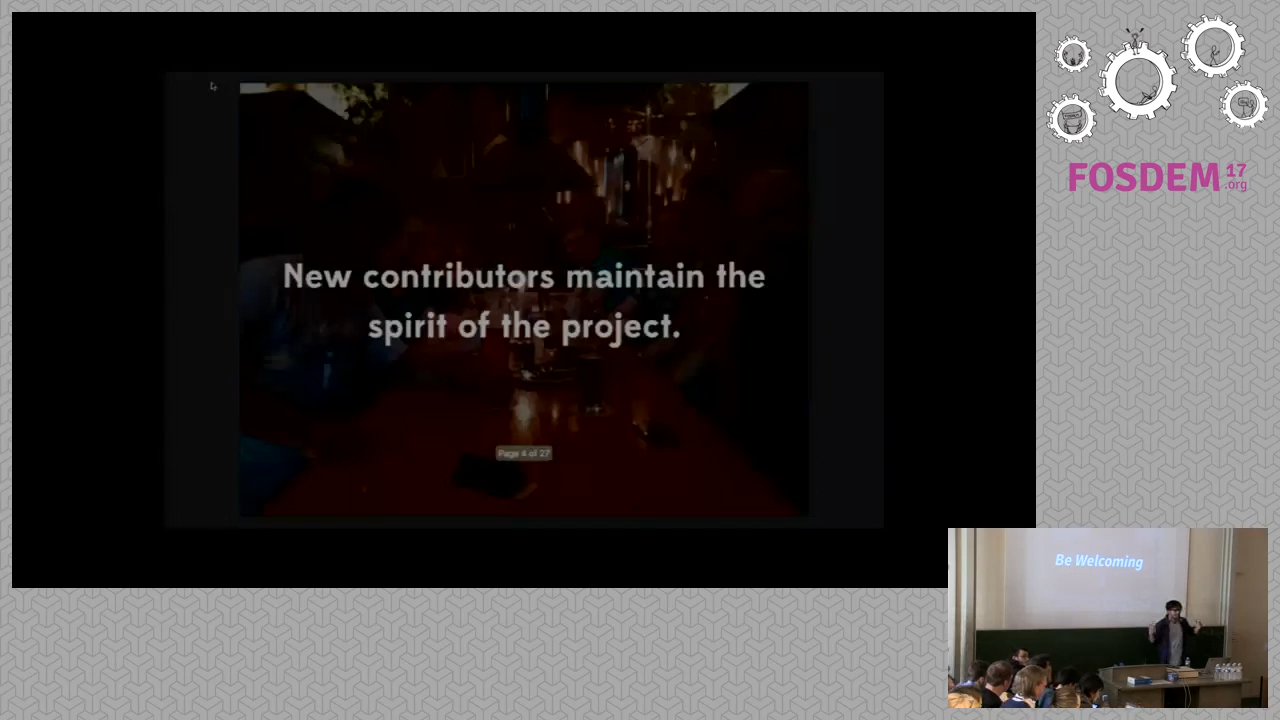 New contributors maintain the
spirit of the project.
Page 4 of 27
FOSDEM 17
.org
Be Welcoming